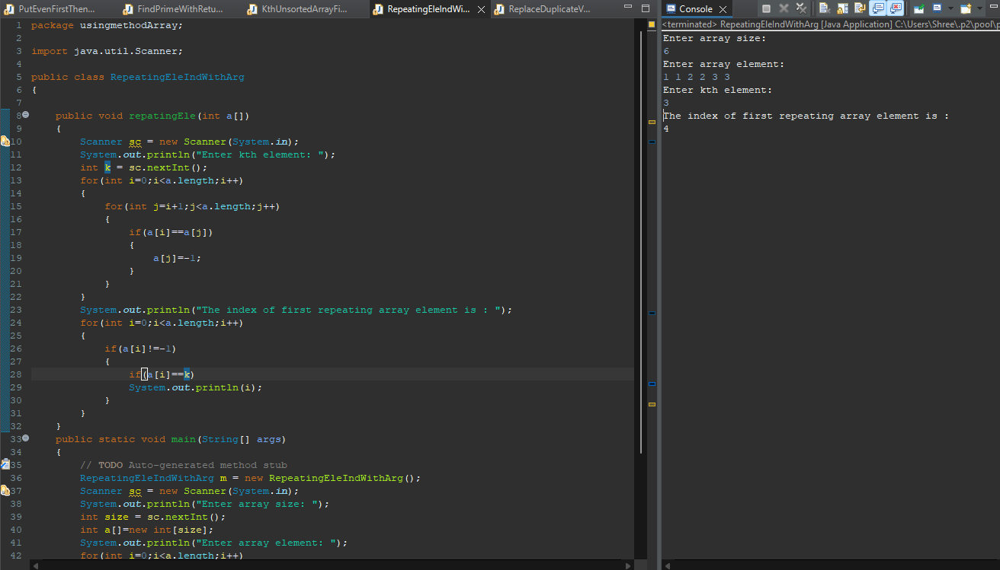 PutEvenFirstThen... FindPrimeWithRetu... KthUnsortedArrayFi... RepeatingEleIndWi... ReplaceDuplicateV...
1 package usingmethodArray;
2
3 import java.util.Scanner;
4
5 public class RepeatingEleIndWithArg
6 {
7
8 public void repatingEle(int a[])
9 {
10 Scanner sc = new Scanner(System.in);
11 System.out.println("Enter kth element: ");
12 int k = sc.nextInt();
13 for(int i=0;i<a.length;i++)
14 {
15 for(int j=i+1;j<a.length;j++)
16 {
17 if(a[i]==a[j])
18 {
19 a[j]=-1;
20 }
21 }
22 }
23 System.out.println("The index of first repeating array element is : ");
24 for(int i=0;i<a.length;i++)
25 {
26 if(a[i]!=-1)
27 {
28 if(a[i]==k)
29 System.out.println(i);
30 }
31 }
32 }
33 public static void main(String[] args)
34 {
35 // TODO Auto-generated method stub
36 RepeatingEleIndWithArg m = new RepeatingEleIndWithArg();
37 Scanner sc = new Scanner(System.in);
38 System.out.println("Enter array size: ");
39 int size = sc.nextInt();
40 int a[]=new int[size];
41 System.out.println("Enter array element: ");
42 for(int i=0;i<a.length;i++)
Console
<terminated> RepeatingEleIndWithArg [Java Application] C:\Users\Shree\.p2\pool\p
Enter array size:
6
Enter array element:
1 1 2 2 3 3
Enter kth element:
3
The index of first repeating array element is :
4